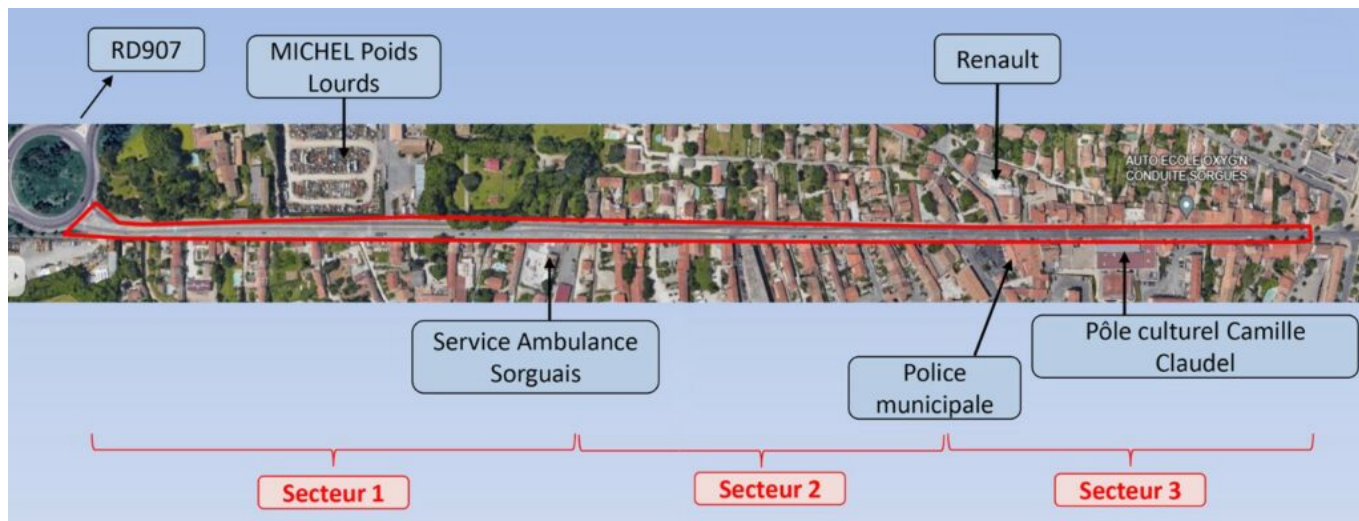 RD907
MICHEL Poids
Lourds
Renault
AUTO ECOLE OXYG'N
CONDUITE SORGUES
Service Ambulance
Sorguais
Police
municipale
Pôle culturel Camille
Claudel
Secteur 1
Secteur 2
Secteur 3